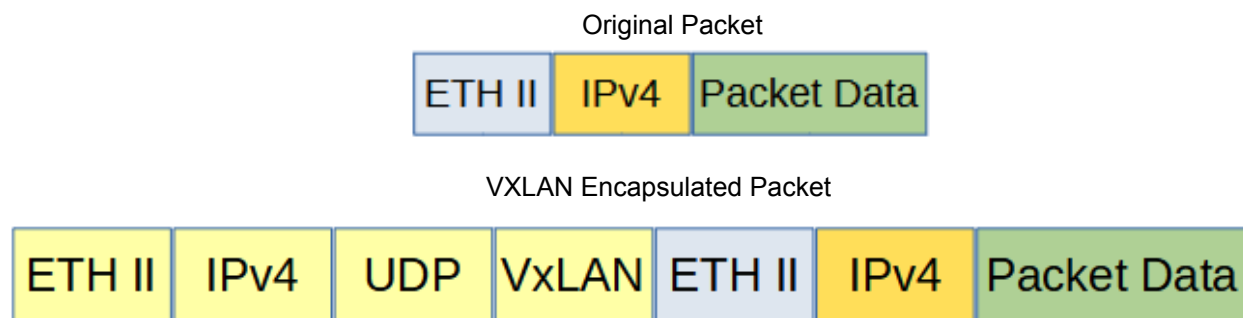 Original Packet
ETH II IPv4 Packet Data
VXLAN Encapsulated Packet
ETH II IPv4 UDP VxLAN ETH II IPv4 Packet Data